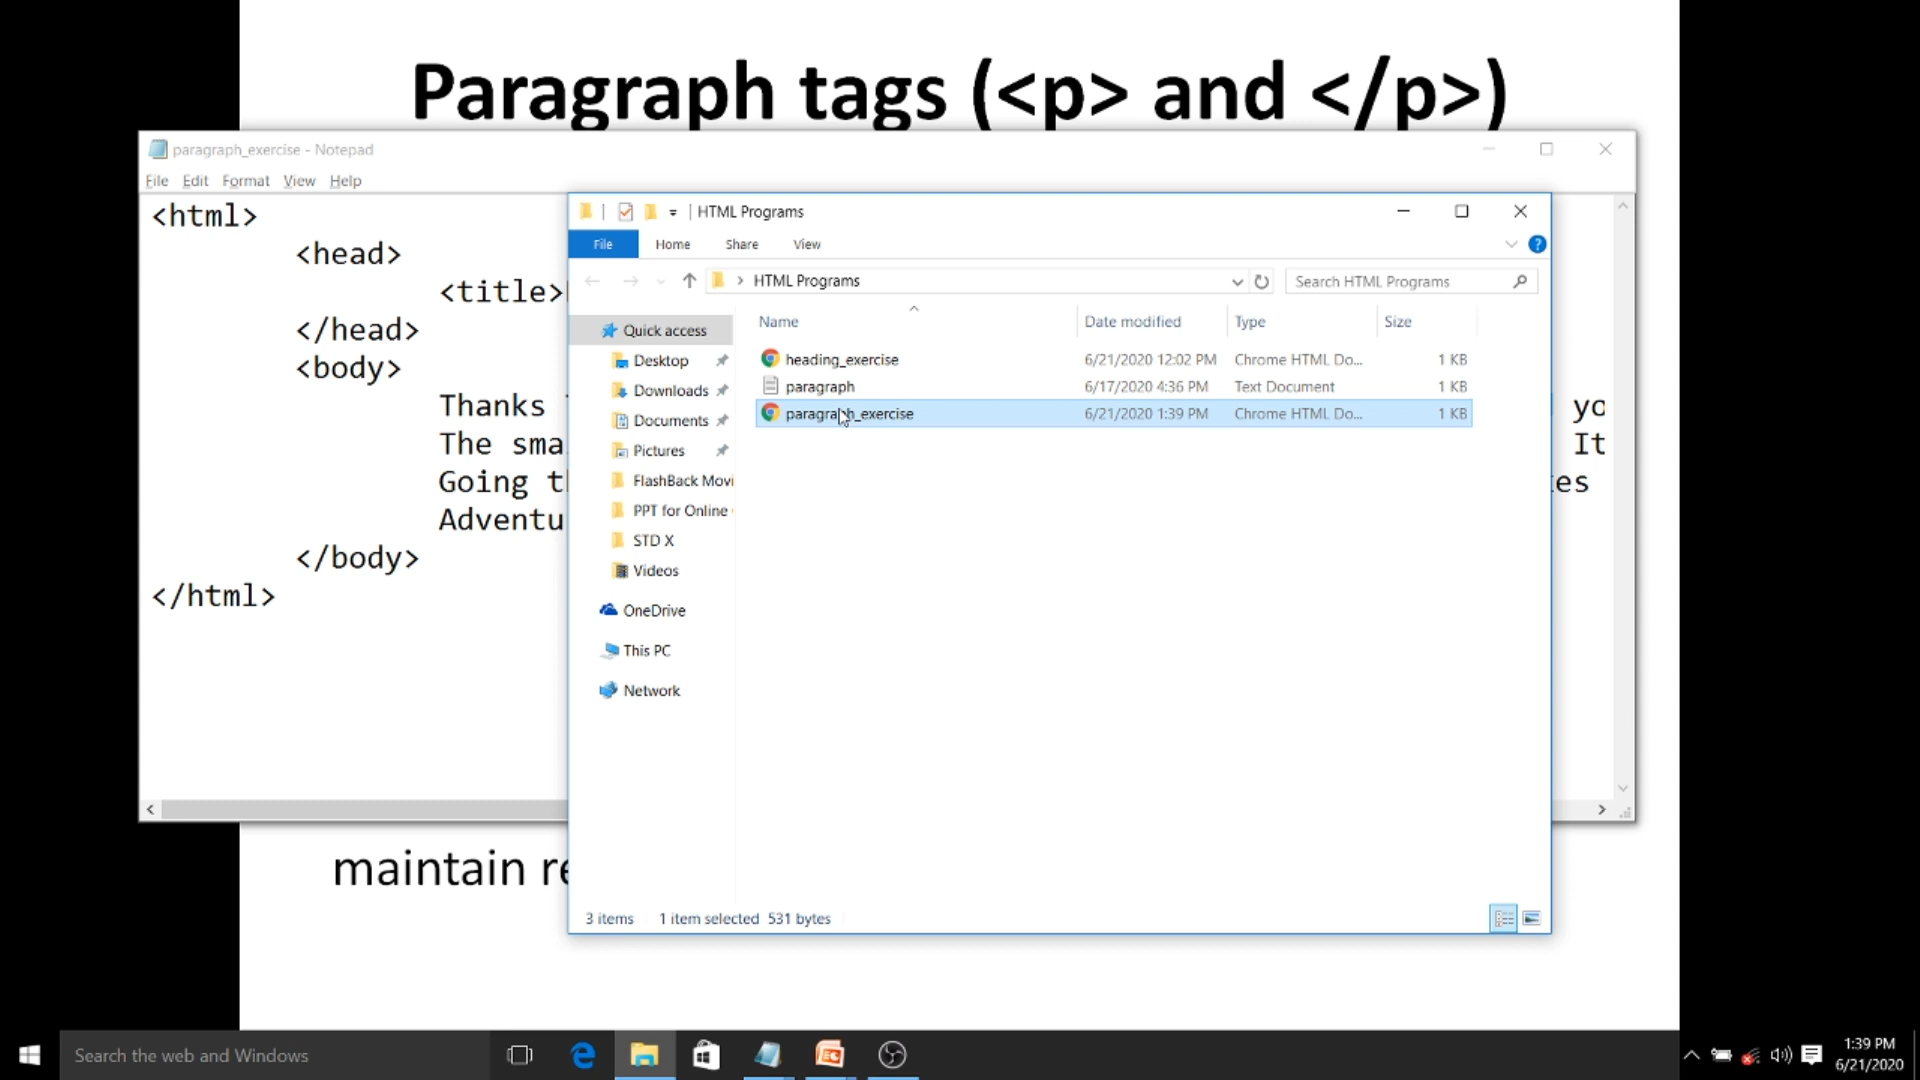 Paragraph tags (<p> and </p>)
paragraph_exercise - Notepad
File Edit Format View Help
<html>
<head>
<title>
</head>
<body>
Thanks
The sma
Going
Adventu
</body>
</html>
yo
It
HTML Programs
File Home Share View
HTML Programs
Search HTML Programs
Name Date modified Type Size
heading_exercise 6/21/2020 12:02 PM Chrome HTML Do... 1 KB
paragraph 6/17/2020 4:36 PM Text Document 1 KB
paragraph_exercise 6/21/2020 1:39 PM Chrome HTML Do... 1 KB
Quick access
Desktop
Downloads
Documents
Pictures
FlashBack Movi
PPT for Online
STD X
Videos
OneDrive
This PC
Network
3 items 1 item selected 531 bytes
maintain re
Search the web and Windows
1:39 PM
6/21/2020